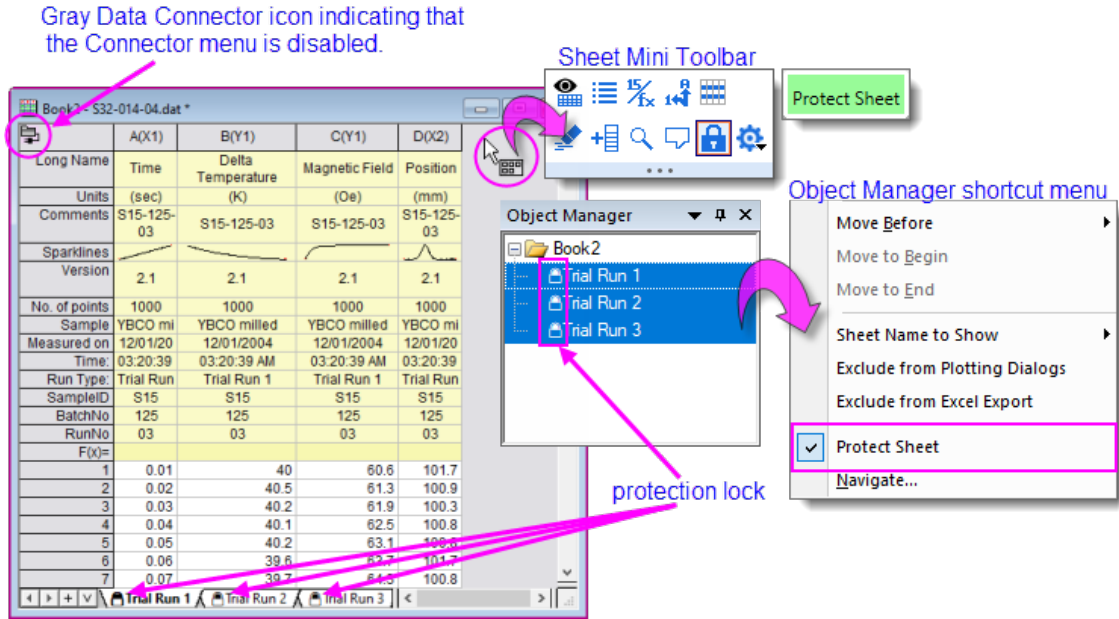 Gray Data Connector icon indicating that
the Connector menu is disabled.
Sheet Mini Toolbar
Protect Sheet
Book2 - S32-014-04.dat *
A(X1) B(Y1) C(Y1) D(X2)
Long Name Time Delta Temperature Magnetic Field Position
Units (sec) (K) (Oe) (mm)
Comments S15-125-03 S15-125-03 S15-125-03 S15-125-03
Sparklines
Version 2.1 2.1 2.1 2.1
No. of points 1000 1000 1000 1000
Sample YBCO mi YBCO milled YBCO milled YBCO mi
Measured on 12/01/20 12/01/2004 12/01/2004 12/01/20
Time: 03:20:39 03:20:39 AM 03:20:39 AM 03:20:39
Run Type: Trial Run Trial Run 1 Trial Run 1 Trial Run
SampleID S15 S15 S15 S15
BatchNo 125 125 125 125
RunNo 03 03 03 03
F(x)=
1 0.01 40 60.6 101.7
2 0.02 40.5 61.3 100.9
3 0.03 40.2 61.9 100.3
4 0.04 40.1 62.5 100.8
5 0.05 40.2 63.1
6 0.06 39.6 63.7 101.7
7 0.07 39.7 100.8
Trial Run 1 Trial Run 2 Trial Run 3
Object Manager
Book2
Trial Run 1
Trial Run 2
Trial Run 3
protection lock
Object Manager shortcut menu
Move Before
Move to Begin
Move to End
Sheet Name to Show
Exclude from Plotting Dialogs
Exclude from Excel Export
Protect Sheet
Navigate...